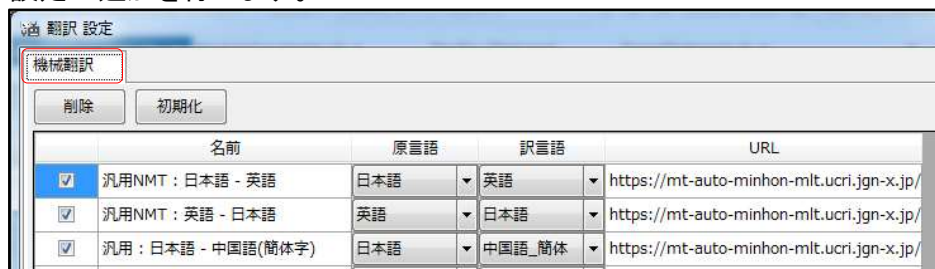 翻訳 設定
機械翻訳
削除 初期化
名前 原言語 訳言語 URL
汎用NMT：日本語 - 英語 日本語 英語 https://mt-auto-minhon-mlt.ucri.jgn-x.jp/
汎用NMT：英語 - 日本語 英語 日本語 https://mt-auto-minhon-mlt.ucri.jgn-x.jp/
汎用：日本語 - 中国語(簡体字) 日本語 中国語_簡体 https://mt-auto-minhon-mlt.ucri.jgn-x.jp/